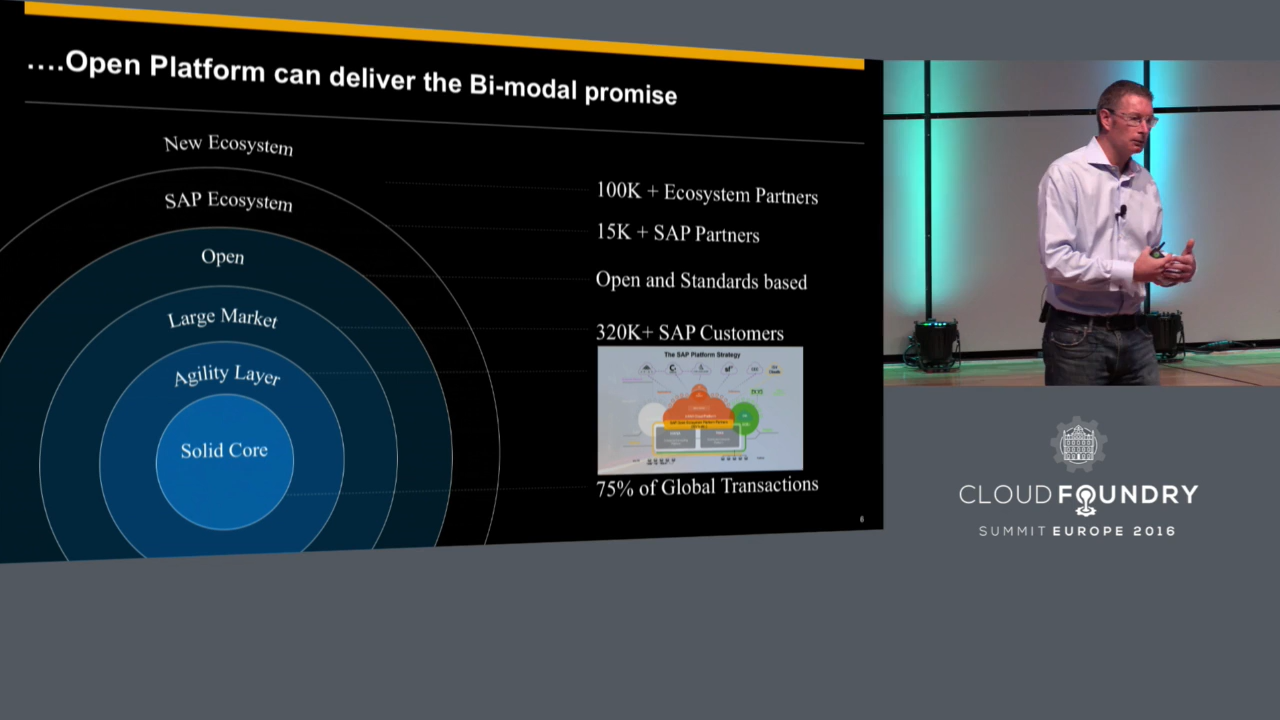 ….Open Platform can deliver the Bi-modal promise
New Ecosystem
SAP Ecosystem
Open
Large Market
Agility Layer
Solid Core
100K + Ecosystem Partners
15K + SAP Partners
Open and Standards based
320K+ SAP Customers
The SAP Platform Strategy
75% of Global Transactions
6
CLOUD FOUNDRY
SUMMIT EUROPE 2016